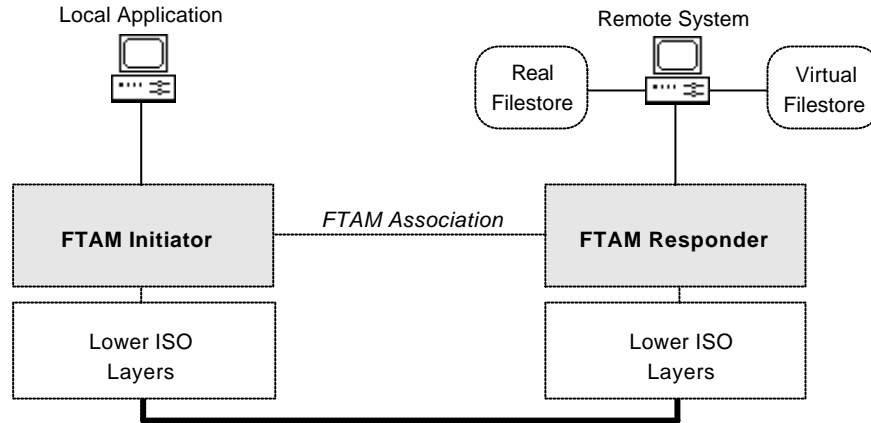 Local Application
Remote System
Real
Filestore
Virtual
Filestore
FTAM Initiator
FTAM Association
FTAM Responder
Lower ISO
Layers
Lower ISO
Layers